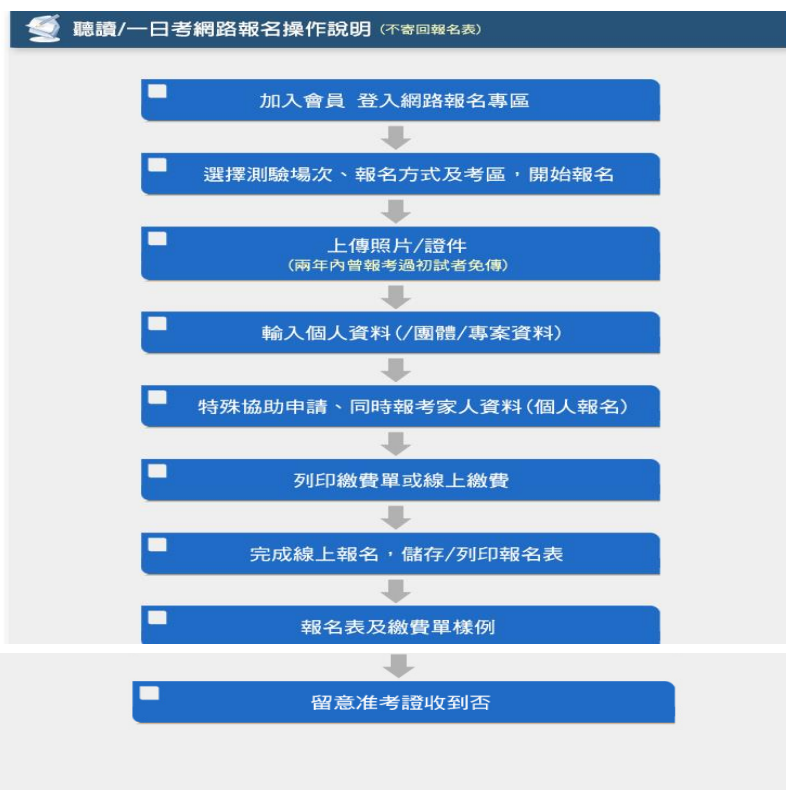 聽讀/一日考網路報名操作說明(不寄回報名表)
加入會員 登入網路報名專區
選擇測驗場次、報名方式及考區,開始報名
上傳照片/證件
(兩年內曾報考過初試者免傳)
輸入個人資料(/團體/專案資料)
特殊協助申請、同時報考家人資料(個人報名)
列印繳費單或線上繳費
完成線上報名,儲存/列印報名表
報名表及繳費單樣例
留意准考證收到否